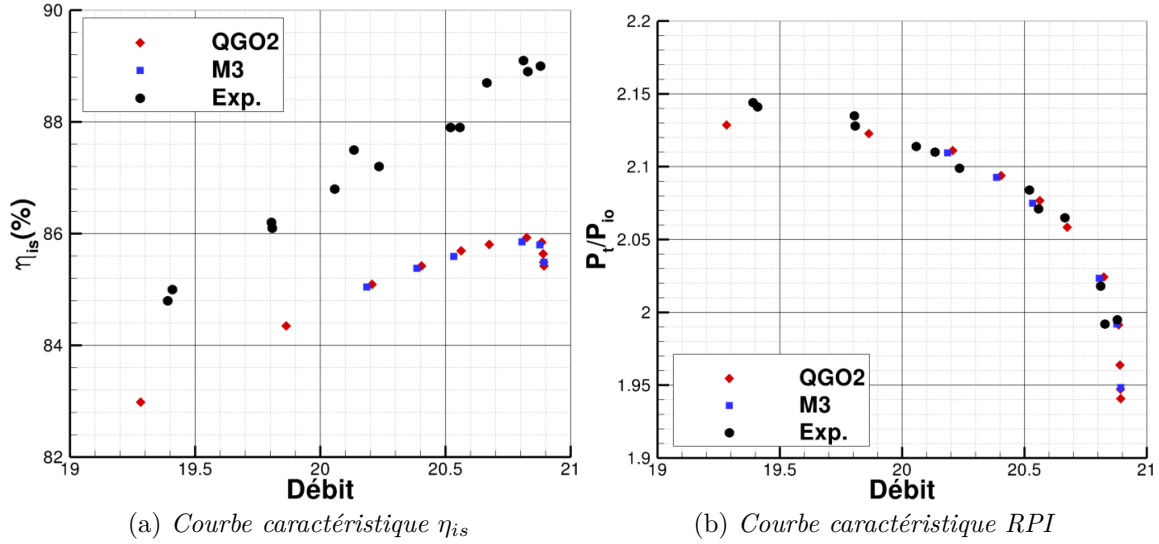 90
88
86
84
82
η_is(%)
QGO2
M3
Exp.
19
19.5
20
20.5
21
Débit
(a) Courbe caractéristique η_is
2.2
2.15
2.1
2.05
2
1.95
1.9
P_t/P_io
QGO2
M3
Exp.
19
19.5
20
20.5
21
Débit
(b) Courbe caractéristique RPI